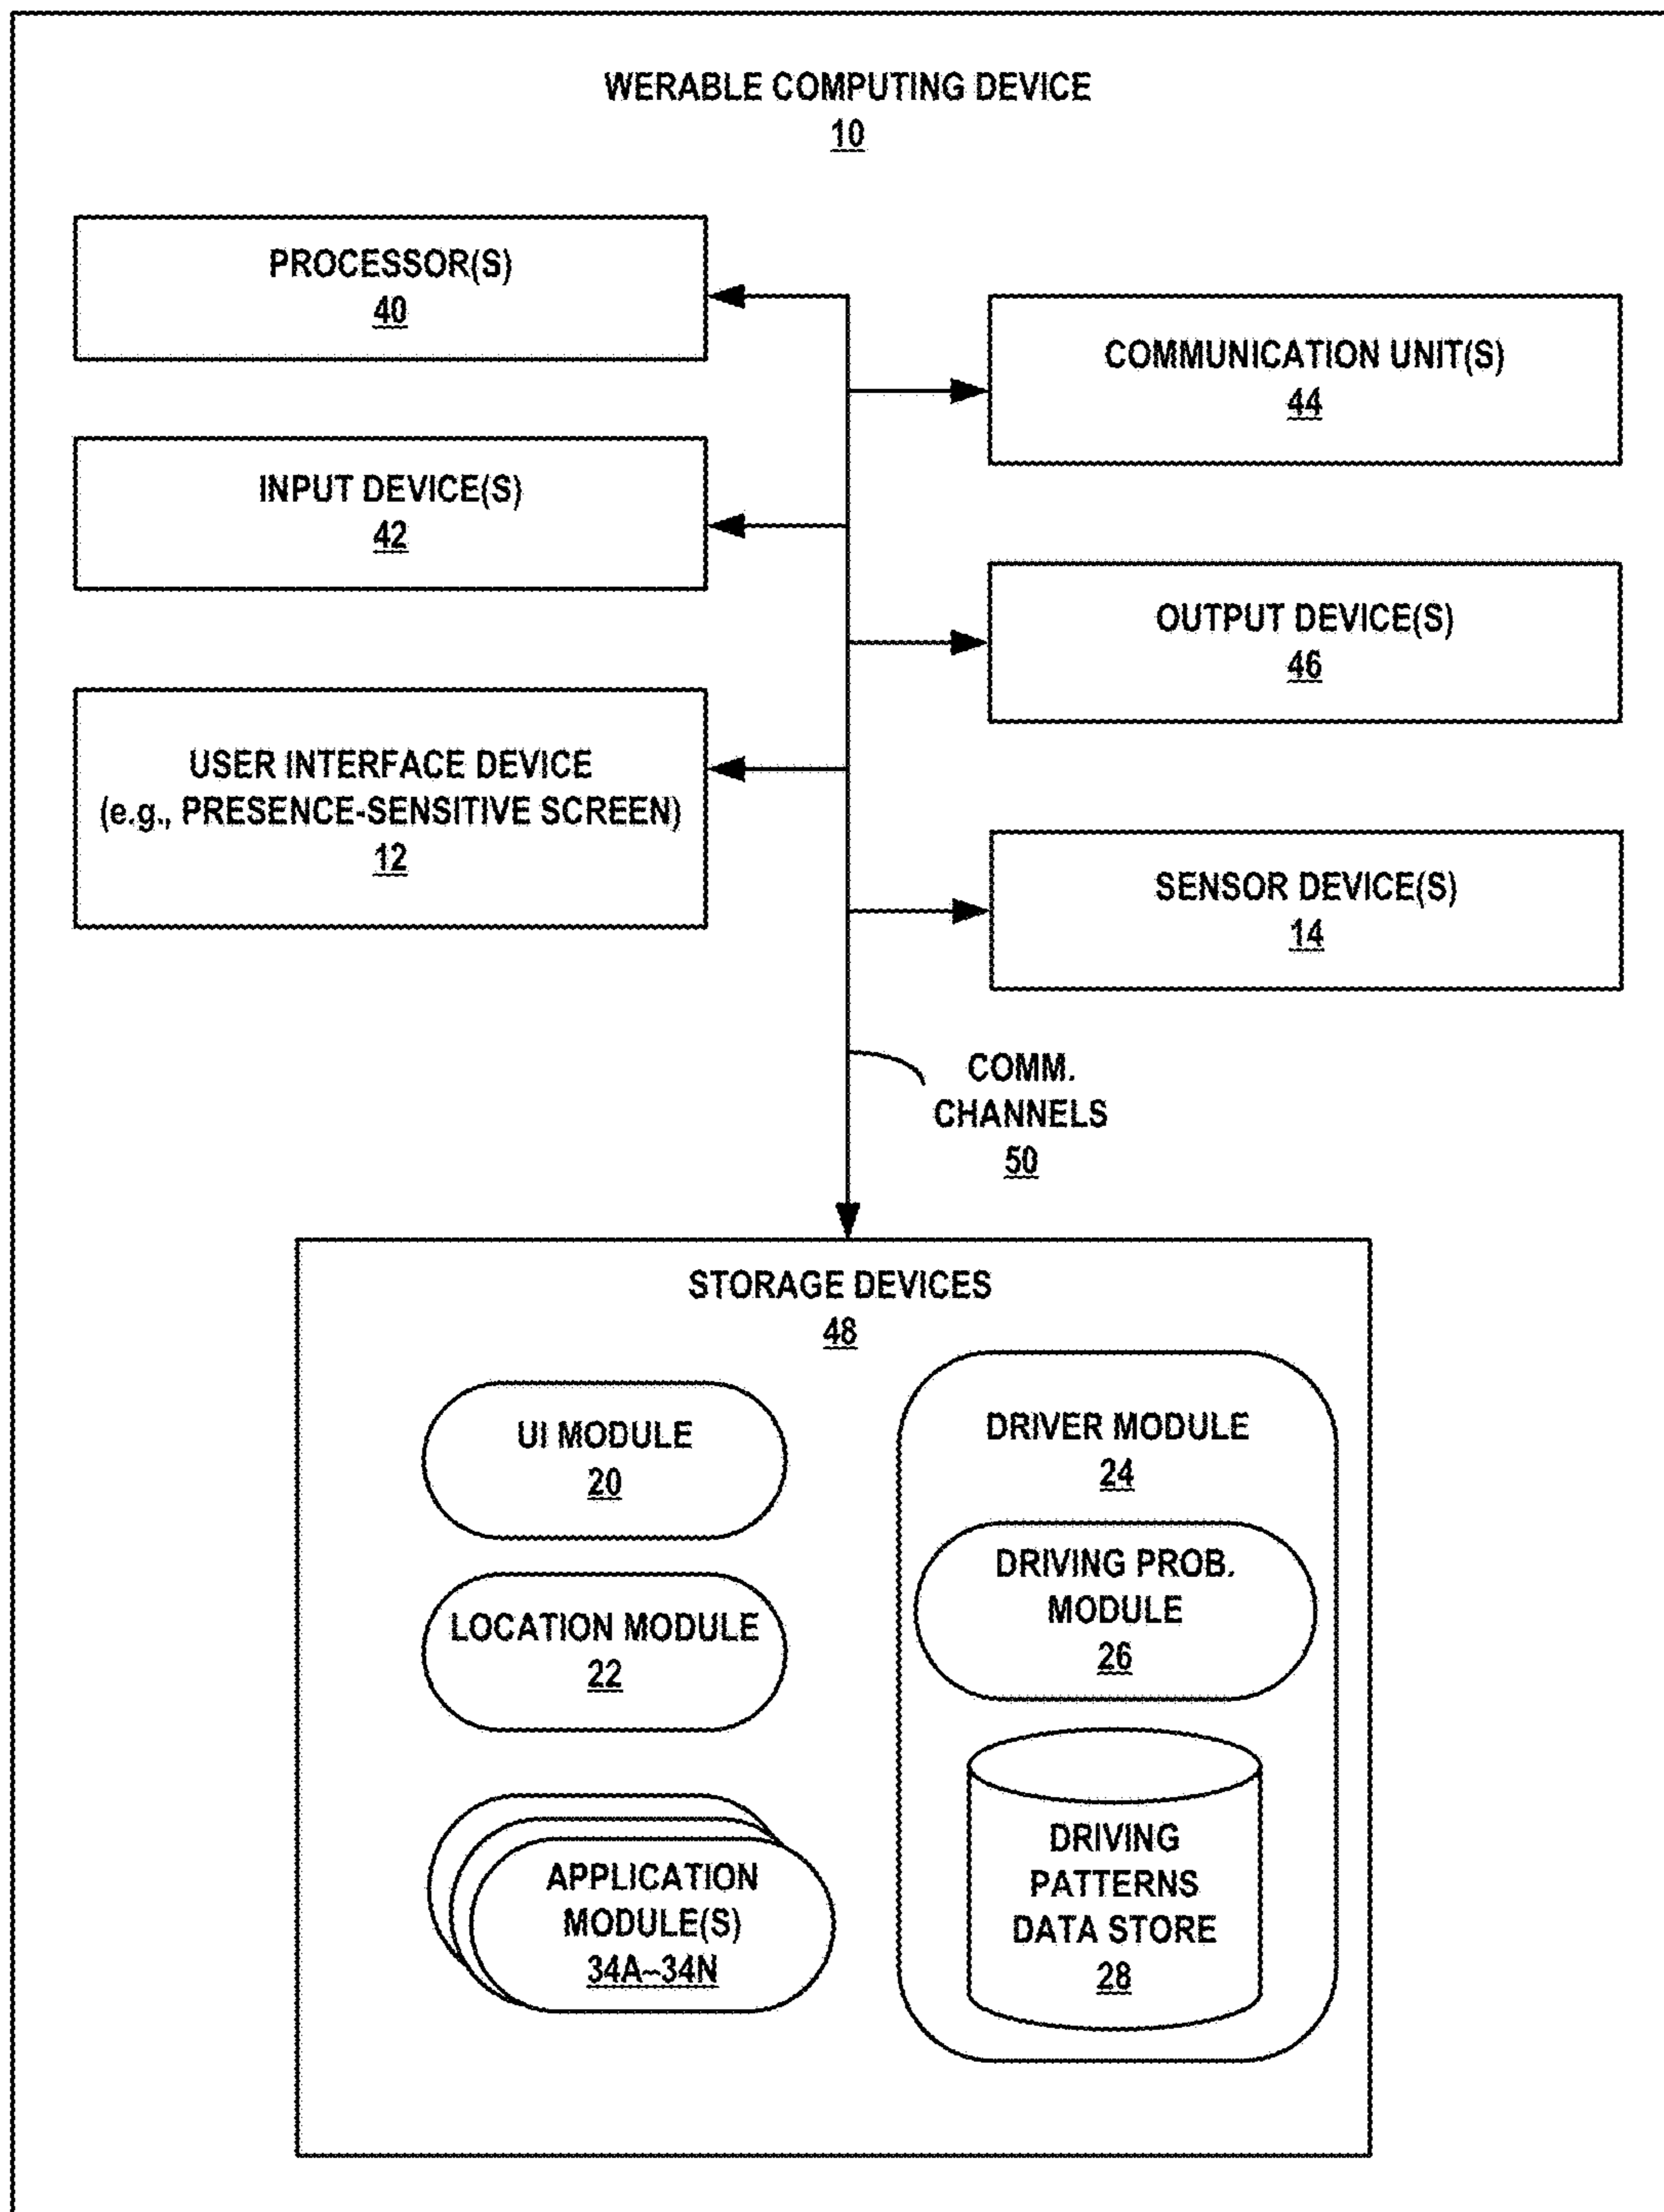 WERABLE COMPUTING DEVICE
10
PROCESSOR(S)
40
COMMUNICATION UNIT(S)
44
INPUT DEVICE(S)
42
OUTPUT DEVICE(S)
46
USER INTERFACE DEVICE
(e.g., PRESENCE-SENSITIVE SCREEN)
12
SENSOR DEVICE(S)
14
COMM.
CHANNELS
50
STORAGE DEVICES
48
UI MODULE
20
LOCATION MODULE
22
APPLICATION
MODULE(S)
34A–34N
DRIVER MODULE
24
DRIVING PROB.
MODULE
26
DRIVING
PATTERNS
DATA STORE
28